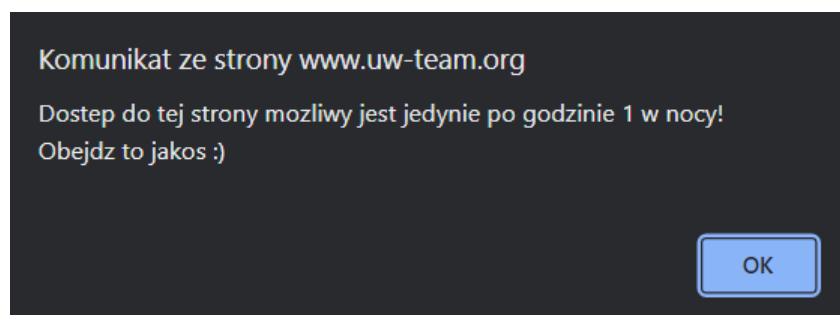 Komunikat ze strony www.uw-team.org
Dostep do tej strony mozliwy jest jedynie po godzinie 1 w nocy!
Obejdz to jakos :)
OK